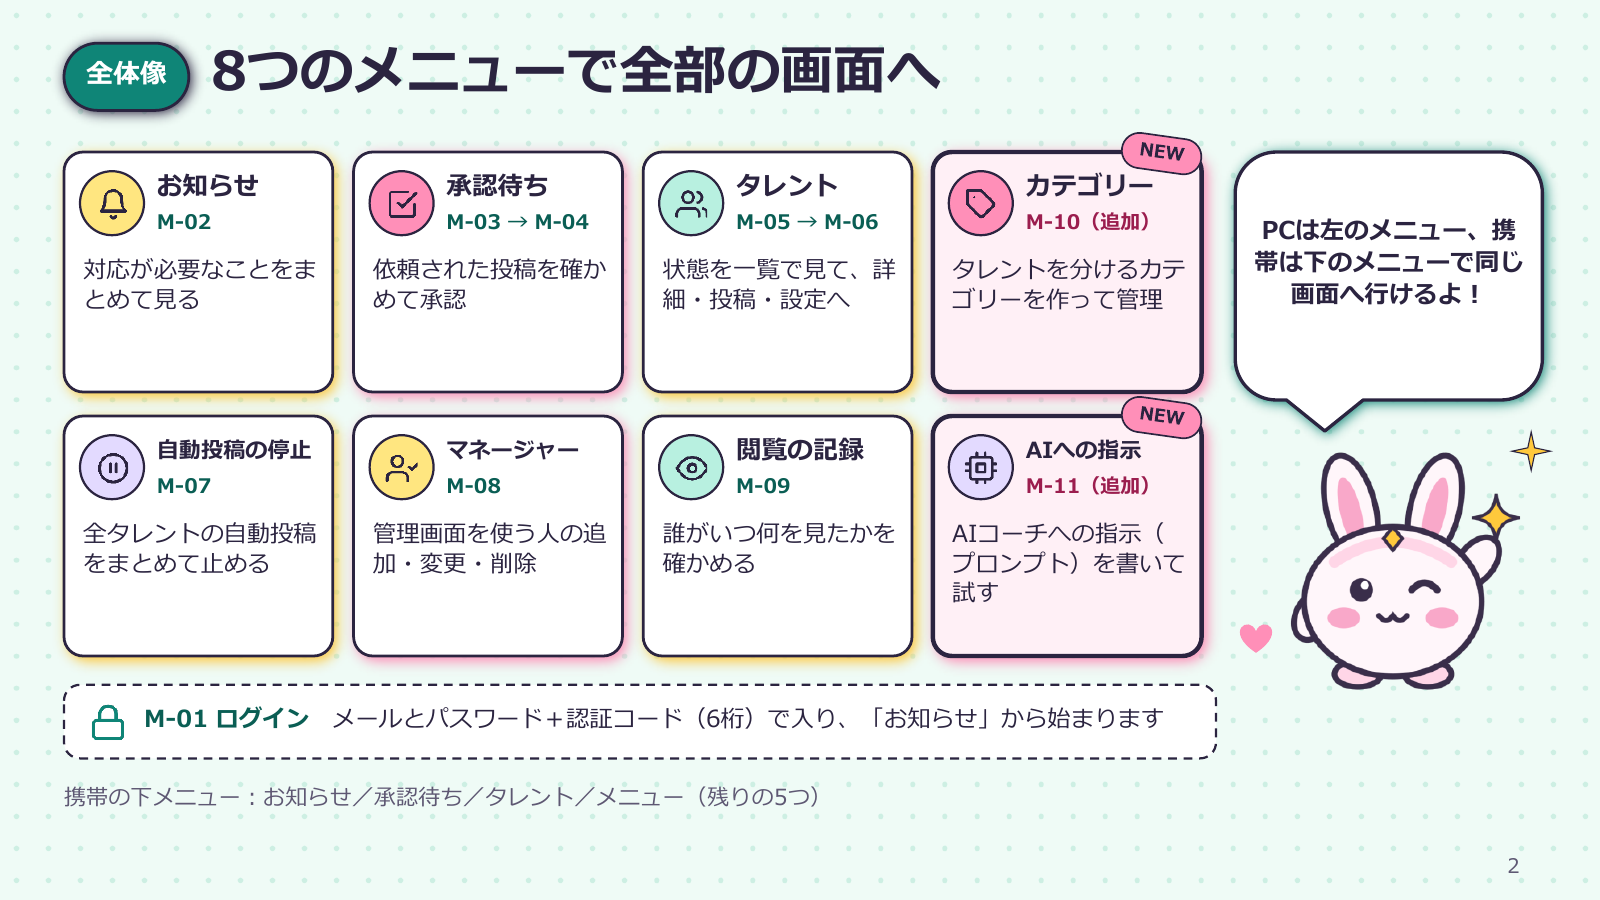 全体像
8つのメニューで全部の画面へ
お知らせ
M-02
対応が必要なことをま
とめて見る
承認待ち
M-03 → M-04
依頼された投稿を確か
めて承認
タレント
M-05 → M-06
状態を一覧で見て、詳
細・投稿・設定へ
NEW
カテゴリー
M-10（追加）
タレントを分けるカテ
ゴリーを作って管理
PCは左のメニュー、携
帯は下のメニューで同じ
画面へ行けるよ！
自動投稿の停止
M-07
全タレントの自動投稿
をまとめて止める
マネージャー
M-08
管理画面を使う人の追
加・変更・削除
閲覧の記録
M-09
誰がいつ何を見たかを
確かめる
NEW
AIへの指示
M-11（追加）
AIコーチへの指示（
プロンプト）を書いて
試す
M-01 ログイン　メールとパスワード＋認証コード（6桁）で入り、「お知らせ」から始まります
携帯の下メニュー：お知らせ／承認待ち／タレント／メニュー（残りの5つ）
2